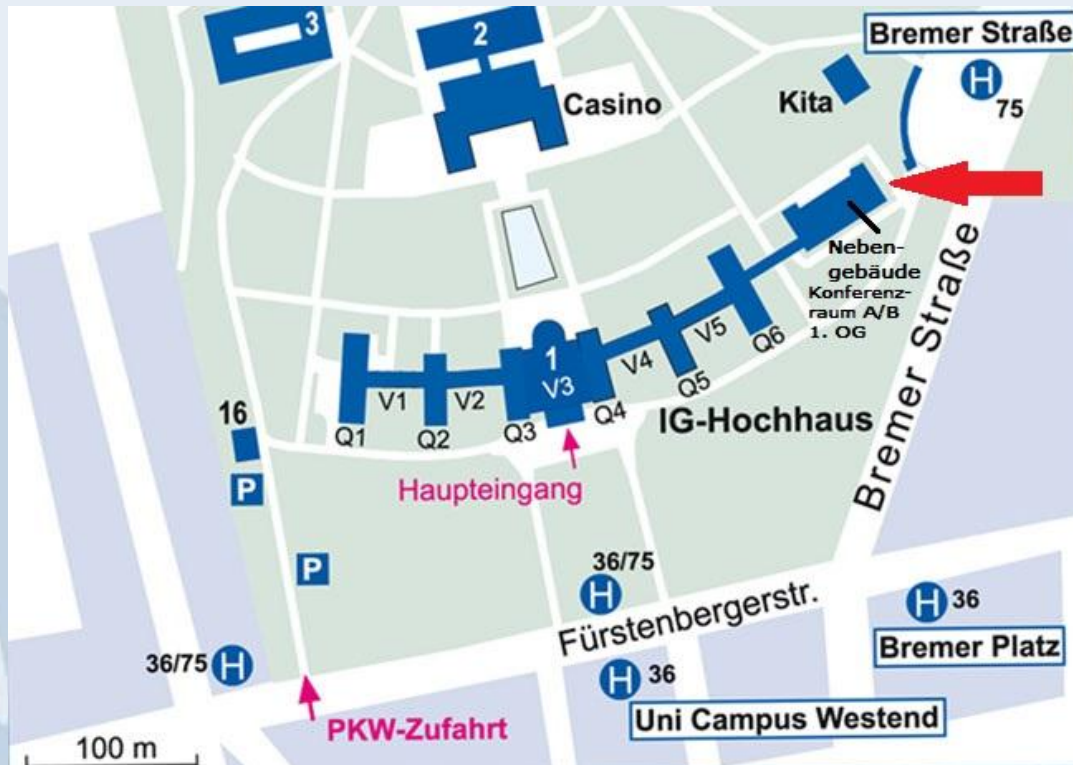 3
2
Casino
Bremer Straße
H
75
Kita
Neben-
gebäude
Konferenz-
raum A/B
1. OG
Bremer Straße
1
V3
V1
V2
V4
V5
Q1
Q2
Q3
Q4
Q5
Q6
IG-Hochhaus
16
P
Haupteingang
P
36/75
H
Fürstenbergerstr.
H 36
Bremer Platz
36/75 H
H 36
Uni Campus Westend
PKW-Zufahrt
100 m